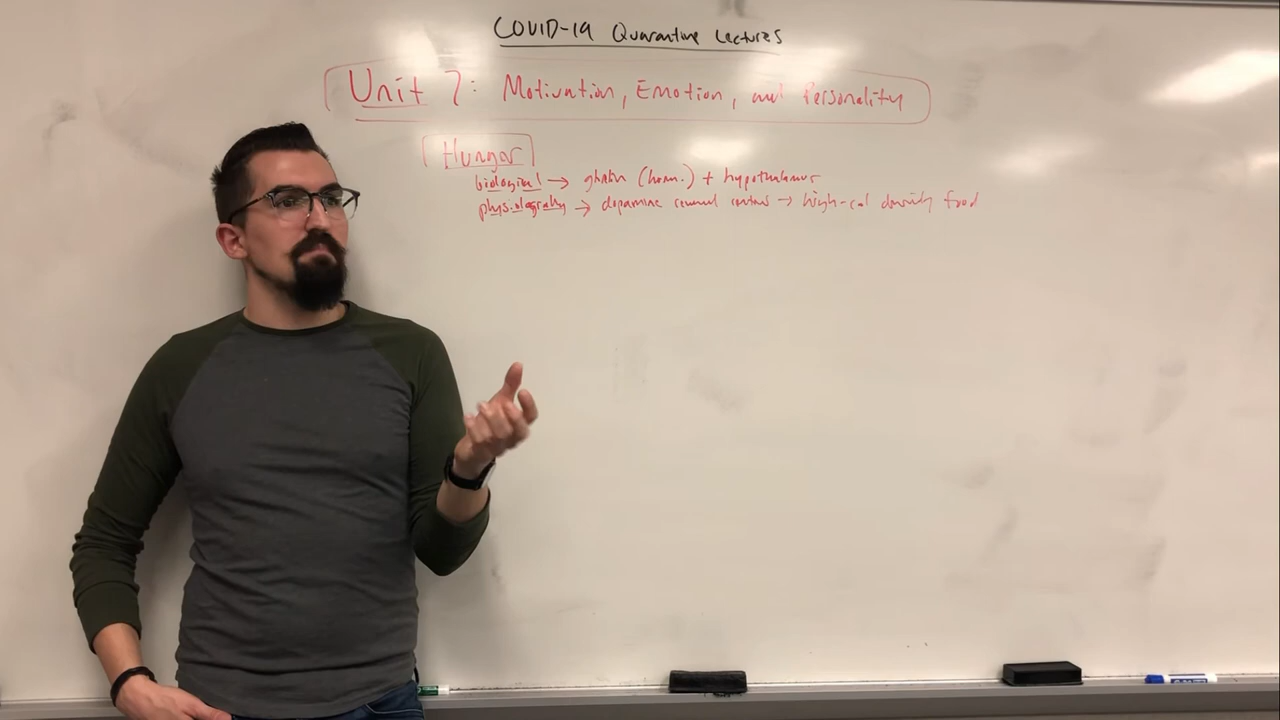 COVID-19 Quarantine Lectures
Unit 7: Motivation, Emotion, and Personality
Hunger
biological → ghrelin (horm.) + hypothalamus
→ dopamine reward centers → high-cal density food